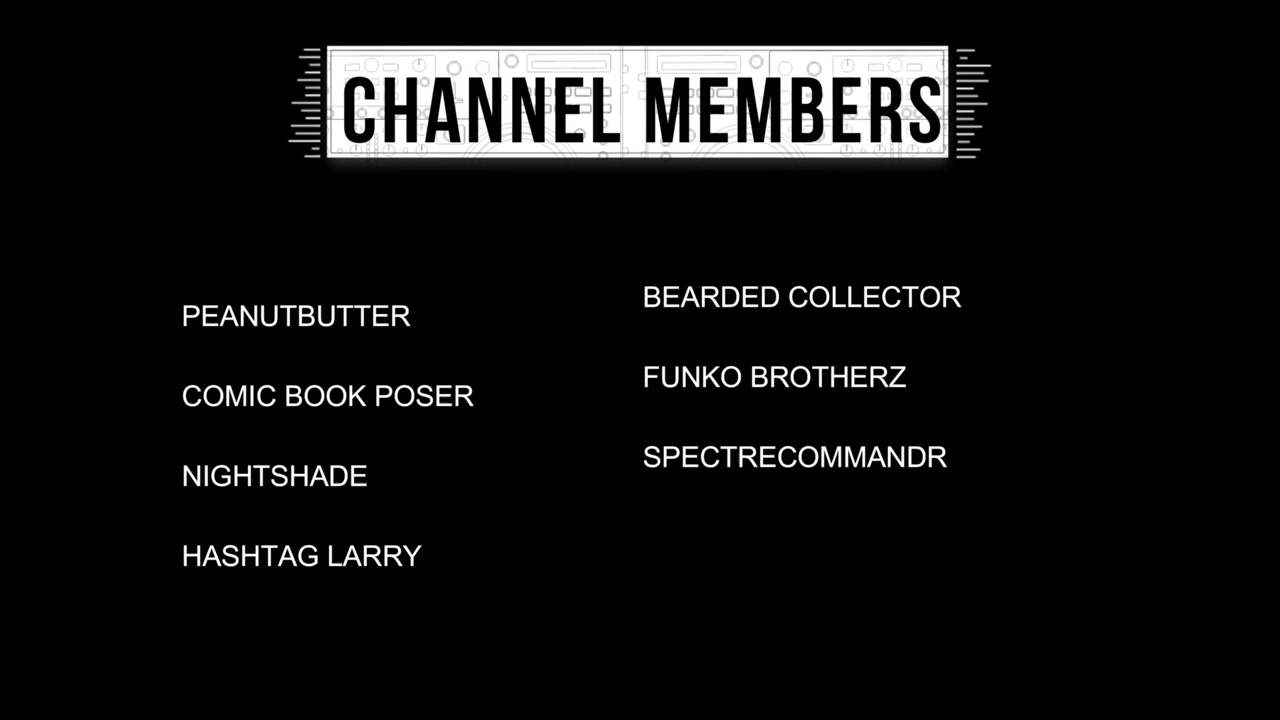 CHANNEL MEMBERS
PEANUTBUTTER
COMIC BOOK POSER
NIGHTSHADE
HASHTAG LARRY
BEARDED COLLECTOR
FUNKO BROTHERZ
SPECTRECOMMANDR